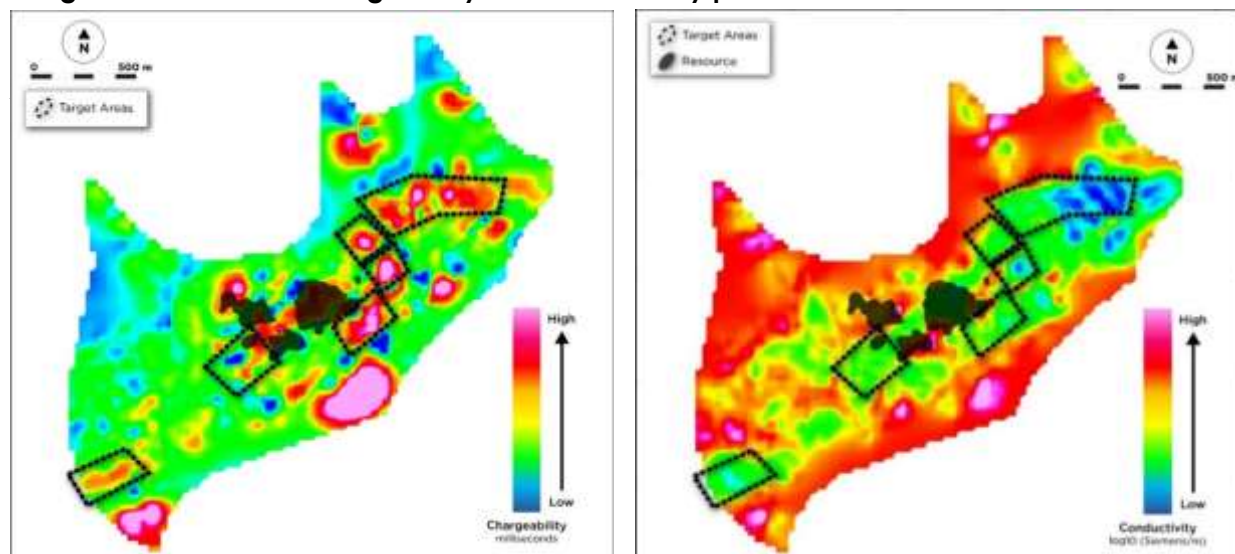 N
0 500 m
Target Areas
High
Low
Chargeability
milliseconds
Target Areas
Resource
N
0 500 m
High
Low
Conductivity
log10 (Siemens/m)